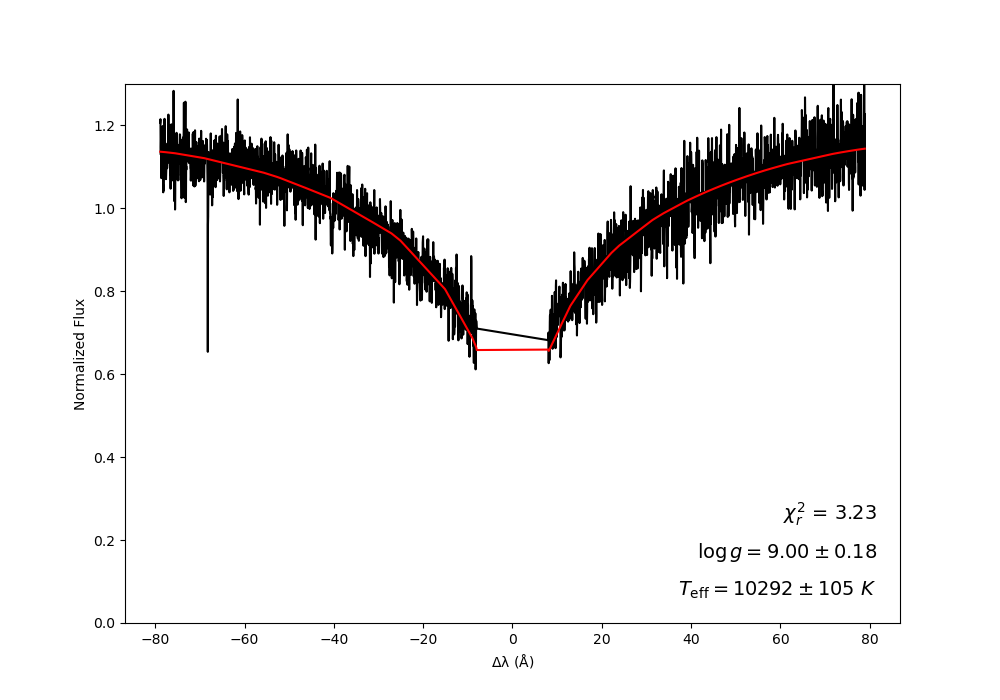 1.2
1.0
0.8
0.6
0.4
0.2
0.0
Normalized Flux
χ²ᵣ = 3.23
log g = 9.00 ± 0.18
T_eff = 10292 ± 105 K
−80 −60 −40 −20 0 20 40 60 80
Δλ (Å)